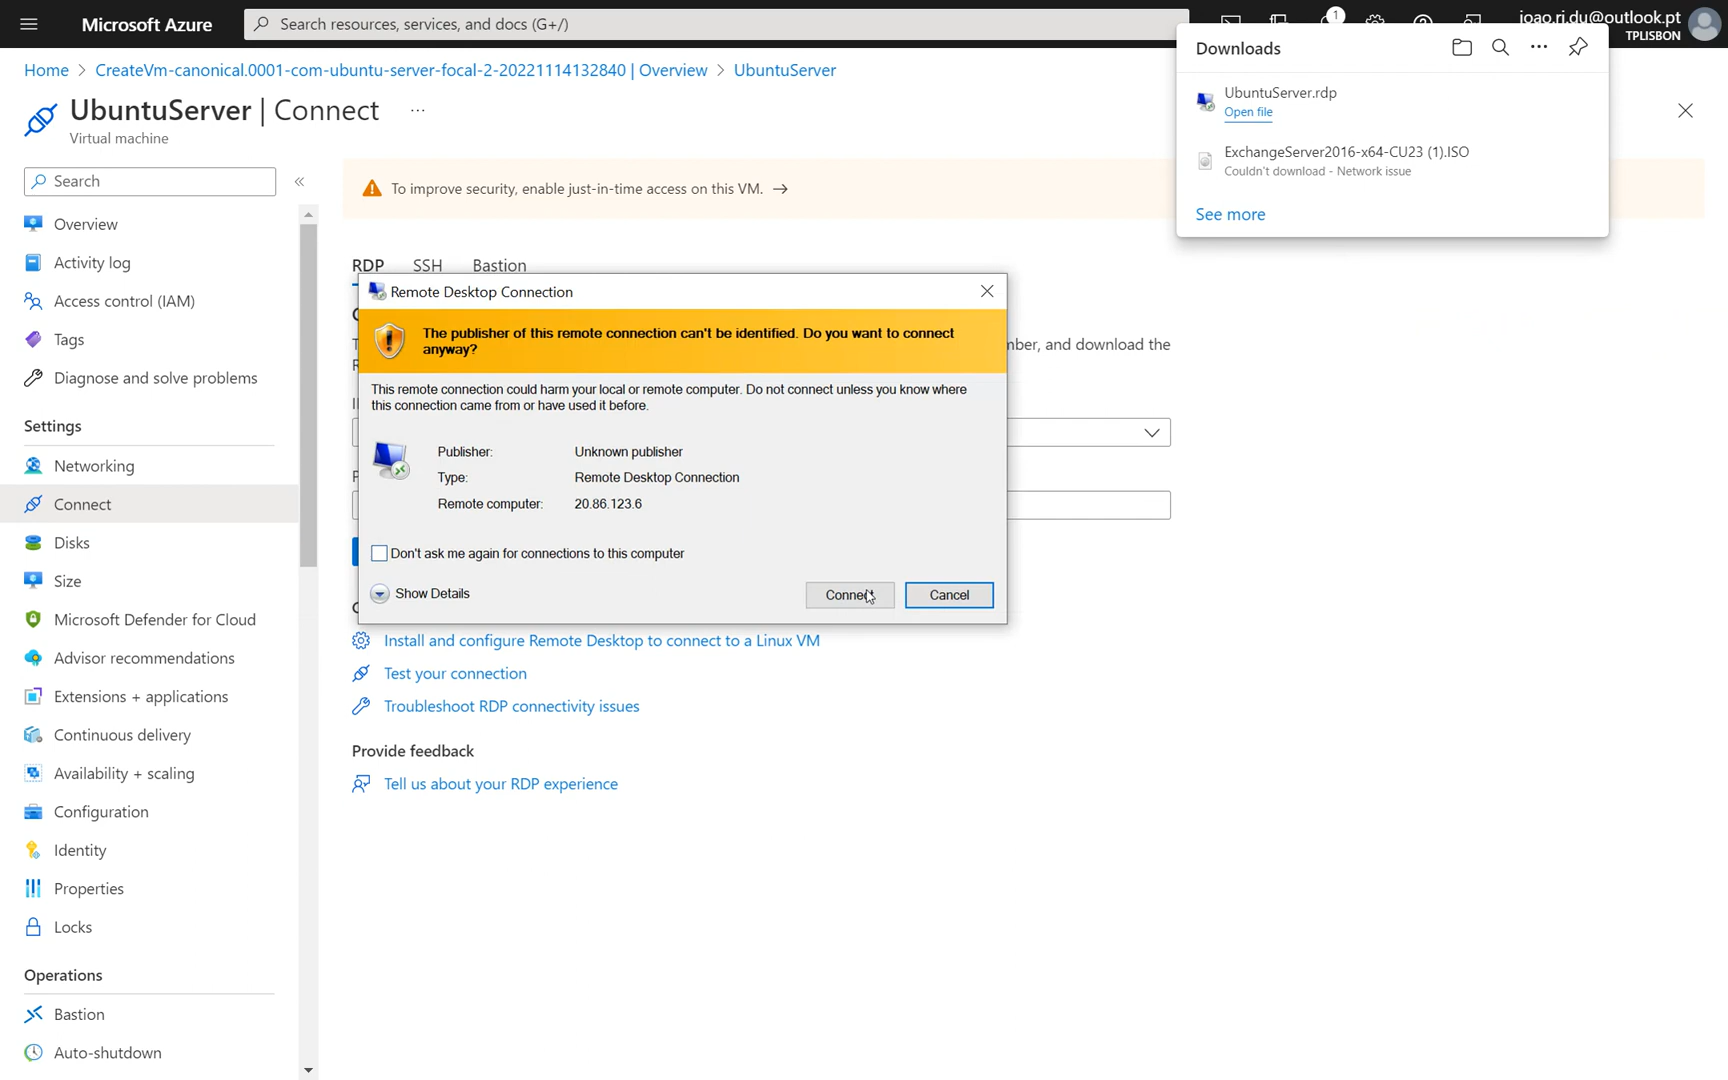 Microsoft Azure
Search resources, services, and docs (G+/)
1
joao.ri.du@outlook.pt
TPLISBON
Home > CreateVm-canonical.0001-com-ubuntu-server-focal-2-20221114132840 | Overview > UbuntuServer
UbuntuServer | Connect ...
Virtual machine
Downloads
UbuntuServer.rdp
Open file
ExchangeServer2016-x64-CU23 (1).ISO
Couldn't download - Network issue
See more
Search
Overview
Activity log
Access control (IAM)
Tags
Diagnose and solve problems
Settings
Networking
Connect
Disks
Size
Microsoft Defender for Cloud
Advisor recommendations
Extensions + applications
Continuous delivery
Availability + scaling
Configuration
Identity
Properties
Locks
Operations
Bastion
Auto-shutdown
To improve security, enable just-in-time access on this VM. →
RDP SSH Bastion
and download the
Remote Desktop Connection
The publisher of this remote connection can't be identified. Do you want to connect
anyway?
This remote connection could harm your local or remote computer. Do not connect unless you know where
this connection came from or have used it before.
Publisher: Unknown publisher
Type: Remote Desktop Connection
Remote computer: 20.86.123.6
Don't ask me again for connections to this computer
Show Details
Connect
Cancel
Install and configure Remote Desktop to connect to a Linux VM
Test your connection
Troubleshoot RDP connectivity issues
Provide feedback
Tell us about your RDP experience